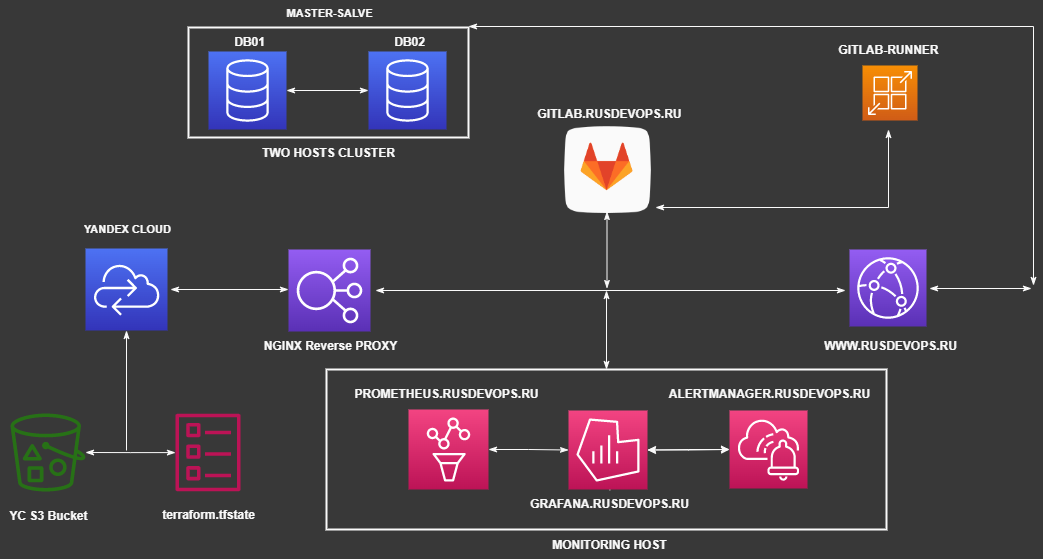 MASTER-SALVE
DB01
DB02
TWO HOSTS CLUSTER
GITLAB-RUNNER
GITLAB.RUSDEVOPS.RU
YANDEX CLOUD
NGINX Reverse PROXY
WWW.RUSDEVOPS.RU
PROMETHEUS.RUSDEVOPS.RU
ALERTMANAGER.RUSDEVOPS.RU
GRAFANA.RUSDEVOPS.RU
YC S3 Bucket
terraform.tfstate
MONITORING HOST